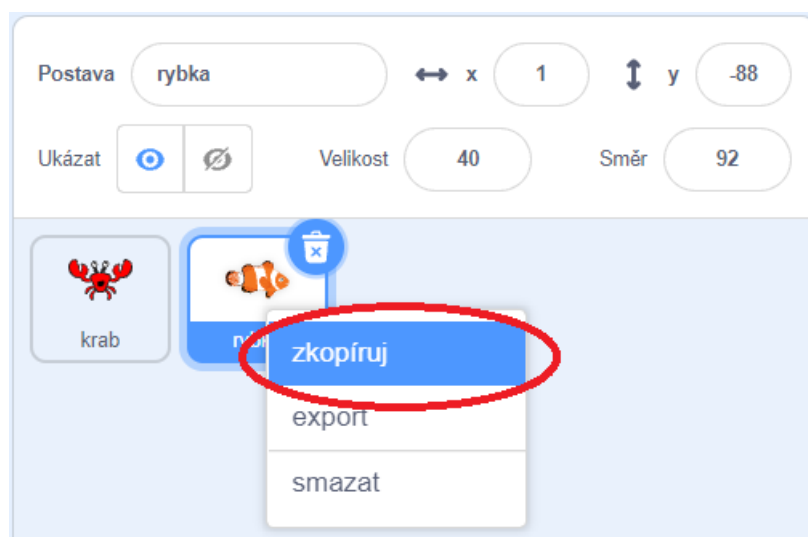 Postava rybka x 1 y -88
Ukázat Velikost 40 Směr 92
krab
zkopíruj
export
smazat